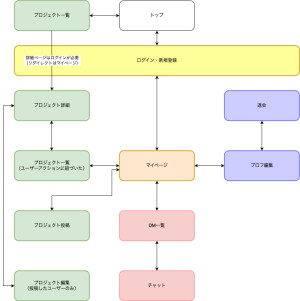 プロジェクト一覧
トップ
詳細ページはログインが必要
(リダイレクトはマイページ)
ログイン・新規登録
プロジェクト詳細
退会
プロジェクト一覧
(ユーザーアクションに紐づいた)
マイページ
プロフ編集
プロジェクト投稿
DM一覧
プロジェクト編集
(投稿したユーザーのみ)
チャット